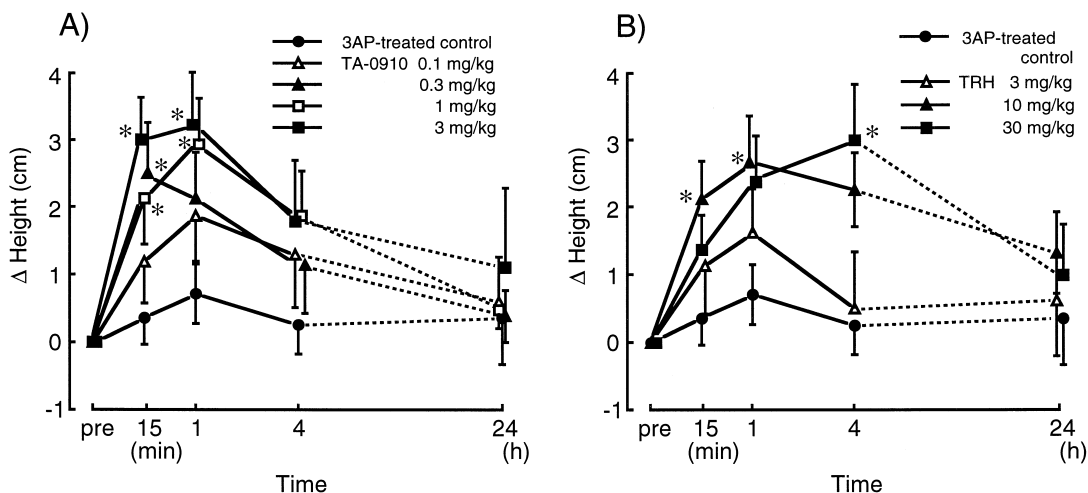 A)
3AP-treated control
TA-0910 0.1 mg/kg
0.3 mg/kg
1 mg/kg
3 mg/kg
4
3
2
1
0
-1
Δ Height (cm)
* * * * *
pre 15 1 4 24
(min) (h)
Time
B)
3AP-treated
control
TRH 3 mg/kg
10 mg/kg
30 mg/kg
4
3
2
1
0
-1
Δ Height (cm)
* * *
pre 15 1 4 24
(min) (h)
Time